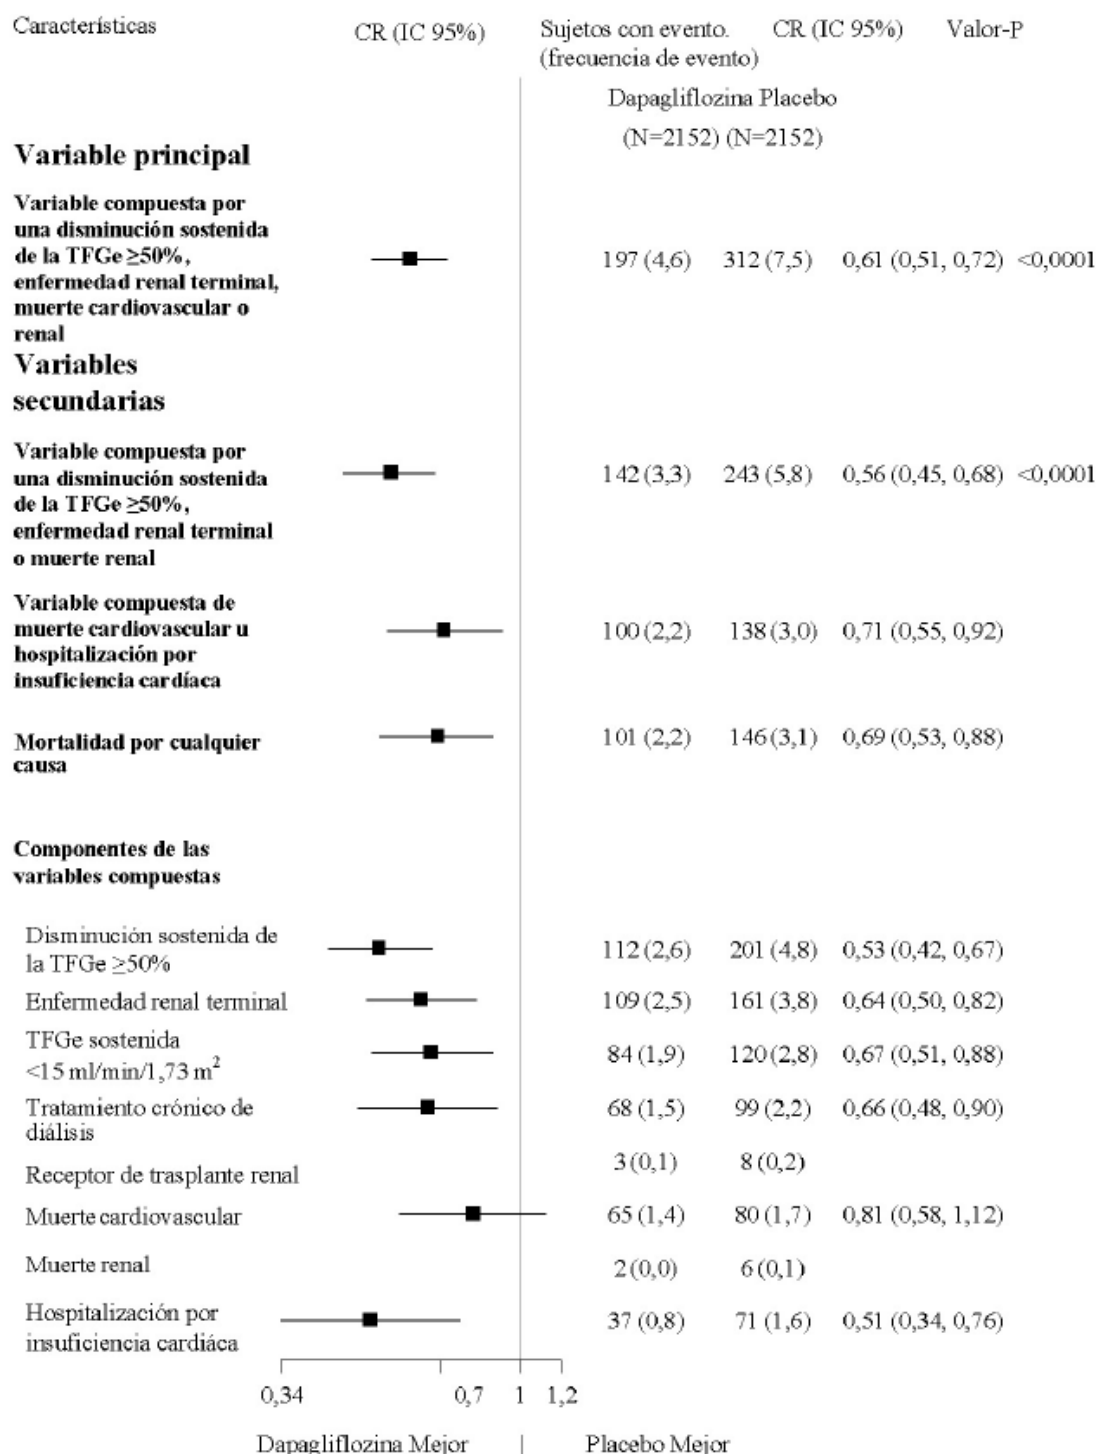 Características CR (IC 95%) Sujetos con evento. CR (IC 95%) Valor-P
(frecuencia de evento)
Dapagliflozina Placebo
(N=2152) (N=2152)
Variable principal
Variable compuesta por
una disminución sostenida
de la TFGe ≥50%,
enfermedad renal terminal,
muerte cardiovascular o
renal
197 (4,6) 312 (7,5) 0,61 (0,51, 0,72) <0,0001
Variables
secundarias
Variable compuesta por
una disminución sostenida
de la TFGe ≥50%,
enfermedad renal terminal
o muerte renal
142 (3,3) 243 (5,8) 0,56 (0,45, 0,68) <0,0001
Variable compuesta de
muerte cardiovascular u
hospitalización por
insuficiencia cardíaca
100 (2,2) 138 (3,0) 0,71 (0,55, 0,92)
Mortalidad por cualquier
causa
101 (2,2) 146 (3,1) 0,69 (0,53, 0,88)
Componentes de las
variables compuestas
Disminución sostenida de
la TFGe ≥50%
112 (2,6) 201 (4,8) 0,53 (0,42, 0,67)
Enfermedad renal terminal 109 (2,5) 161 (3,8) 0,64 (0,50, 0,82)
TFGe sostenida
<15 ml/min/1,73 m²
84 (1,9) 120 (2,8) 0,67 (0,51, 0,88)
Tratamiento crónico de
diálisis
68 (1,5) 99 (2,2) 0,66 (0,48, 0,90)
Receptor de trasplante renal 3 (0,1) 8 (0,2)
Muerte cardiovascular 65 (1,4) 80 (1,7) 0,81 (0,58, 1,12)
Muerte renal 2 (0,0) 6 (0,1)
Hospitalización por
insuficiencia cardiáca
37 (0,8) 71 (1,6) 0,51 (0,34, 0,76)
0,34 0,7 1 1,2
Dapagliflozina Mejor | Placebo Mejor